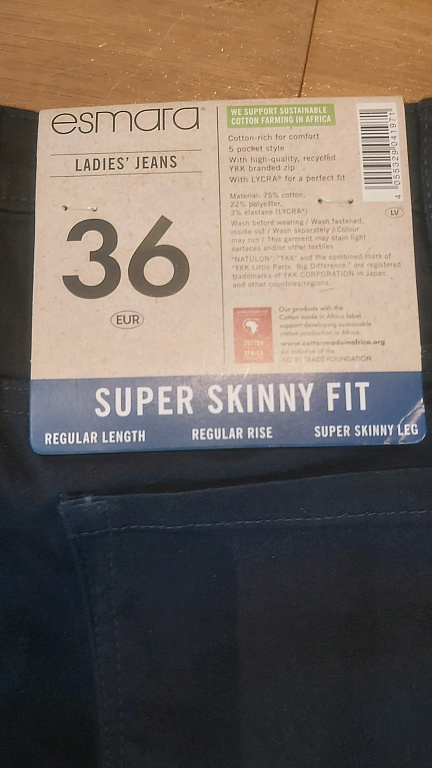 esmara®
LADIES' JEANS
36
EUR
WE SUPPORT SUSTAINABLE
COTTON FARMING IN AFRICA
Cotton-rich for comfort
5 pocket style
With high-quality, recycled
YKK branded zip
With LYCRA® for a perfect fit
Material: 75% cotton,
22% polyester,
3% elastane (LYCRA®)
Wash before wearing / Wash fastened,
inside out / Wash separately / Colour
may run / This garment may stain light
surfaces and/or other textiles
"NATULON", "YKK" and the combined mark of
"YKK Little Parts. Big Difference." are registered
trademarks of YKK CORPORATION in Japan
and other countries/regions.
4 055329 041971
LV
COTTON
AFRICA
Our products with the
Cotton made in Africa label
support developing sustainable
cotton production in Africa:
www.cottonmadeinafrica.org
An initiative of the
AID BY TRADE FOUNDATION
SUPER SKINNY FIT
REGULAR LENGTH
REGULAR RISE
SUPER SKINNY LEG